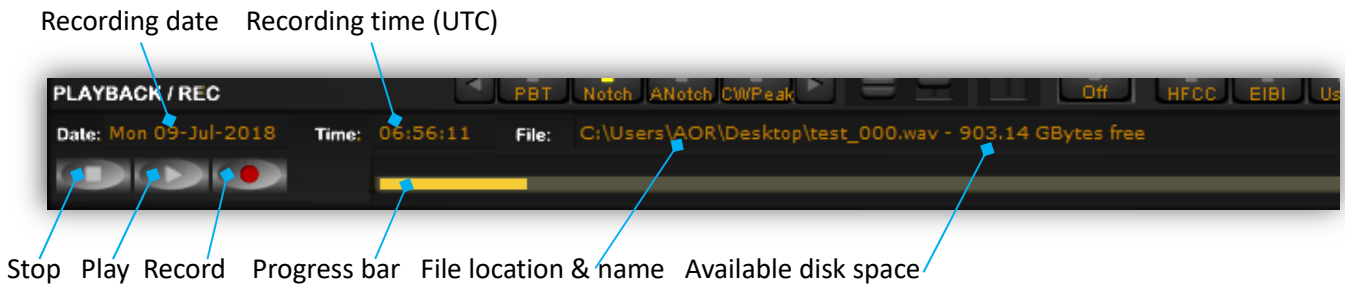 Recording date Recording time (UTC)
PLAYBACK / REC PBT Notch ANotch CWPeak Off HFCC EIBI Us
Date: Mon 09-Jul-2018 Time: 06:56:11 File: C:\Users\AOR\Desktop\test_000.wav - 903.14 GBytes free
Stop Play Record Progress bar File location & name Available disk space